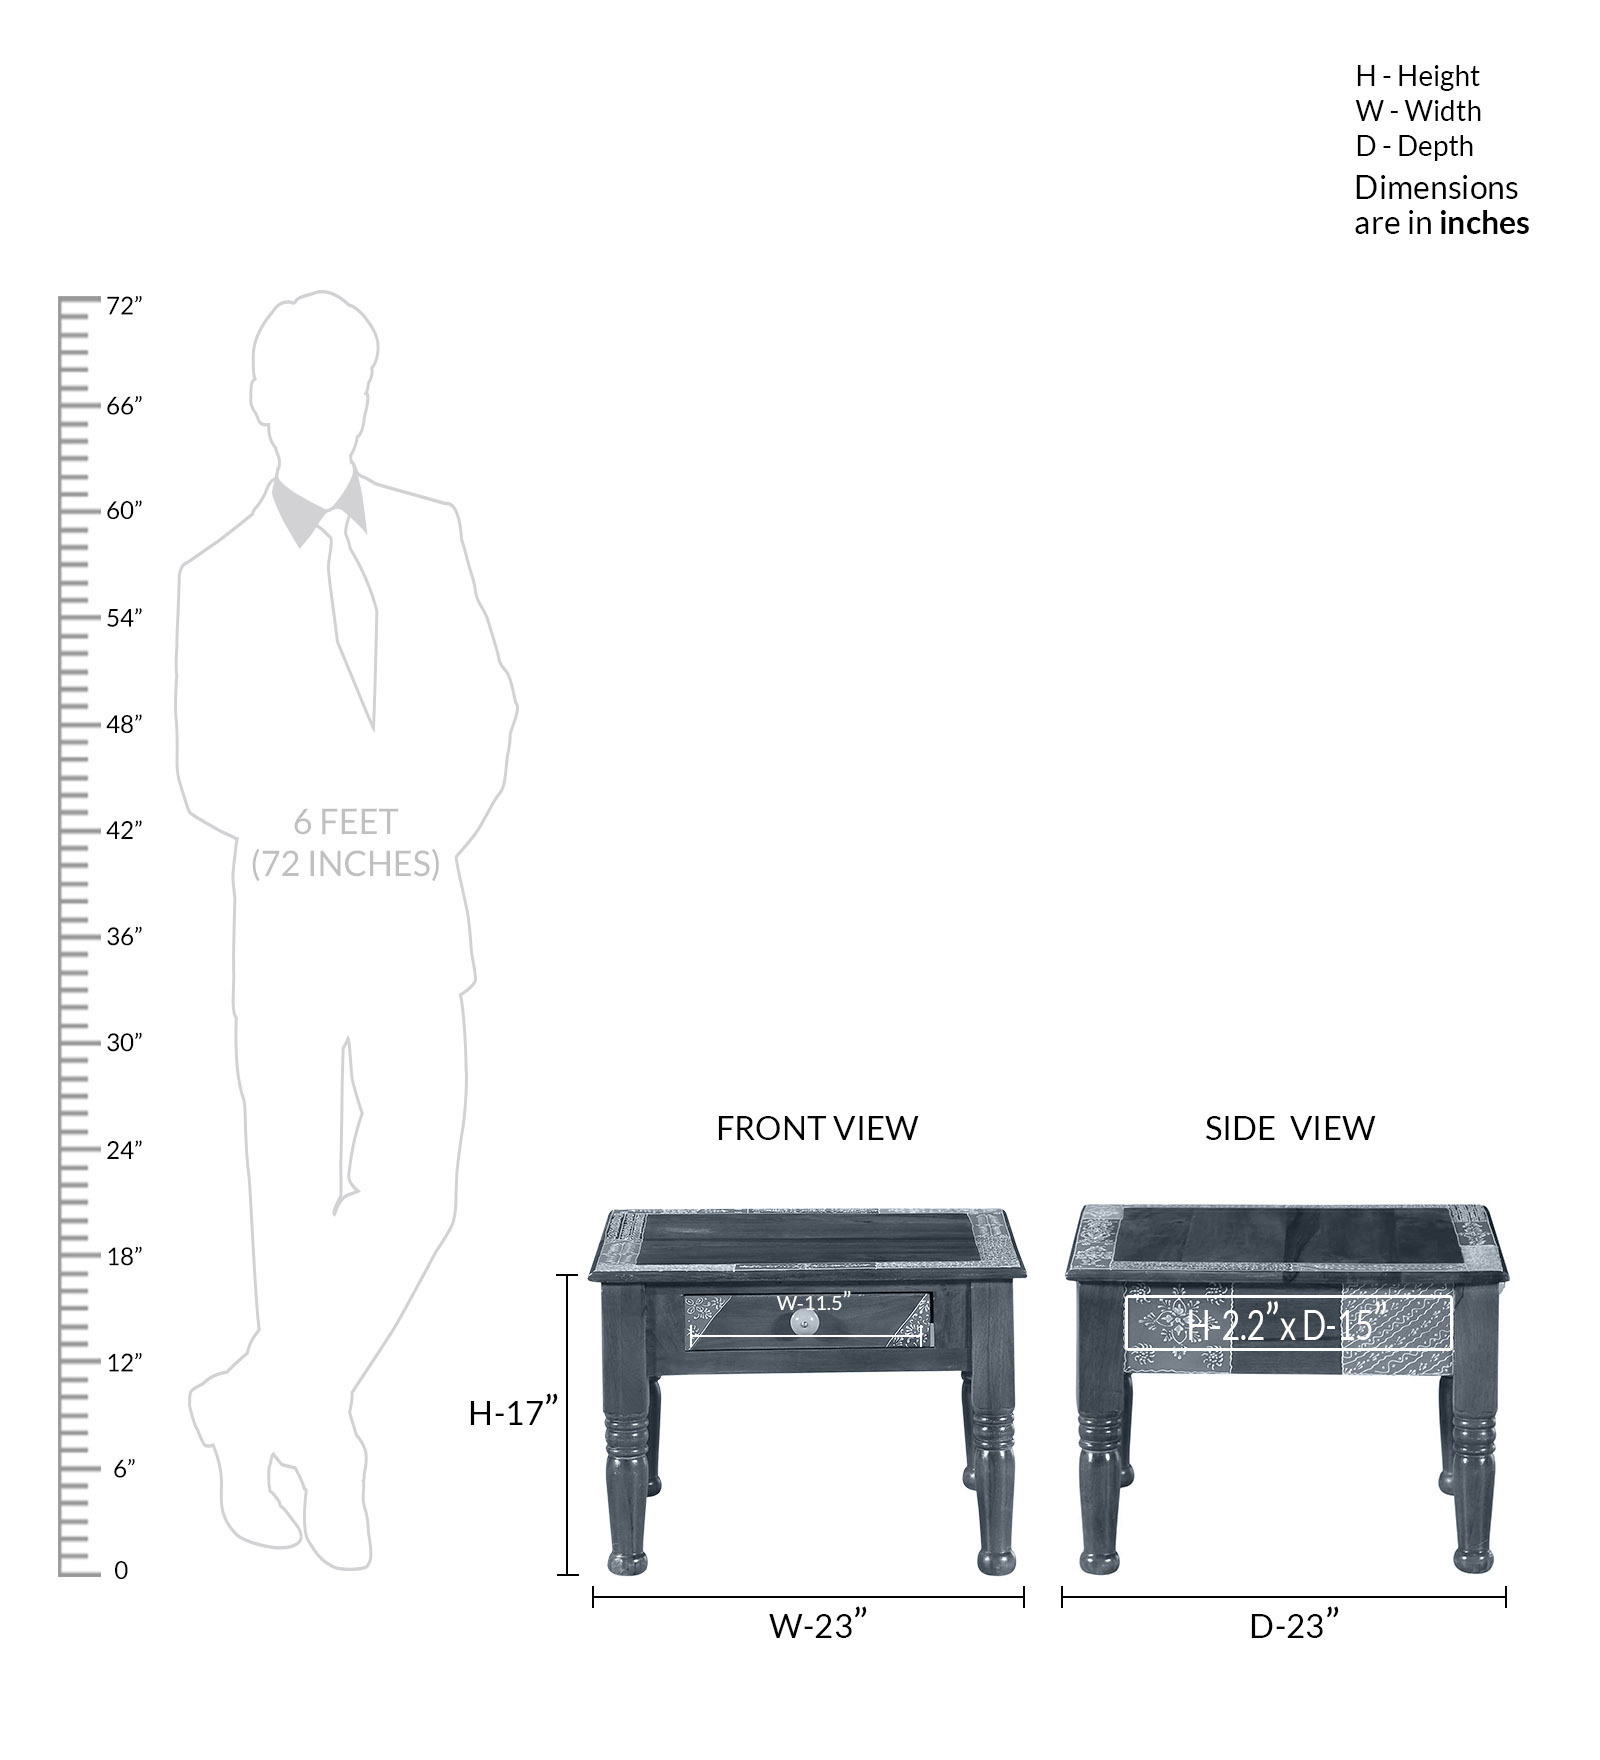 H - Height
W - Width
D - Depth
Dimensions
are in inches
72”
66”
60”
54”
48”
42”
36”
30”
24”
18”
12”
6”
0
6 FEET
(72 INCHES)
FRONT VIEW
SIDE VIEW
W-11.5”
H-2.2”x D-15”
H-17”
W-23”
D-23”